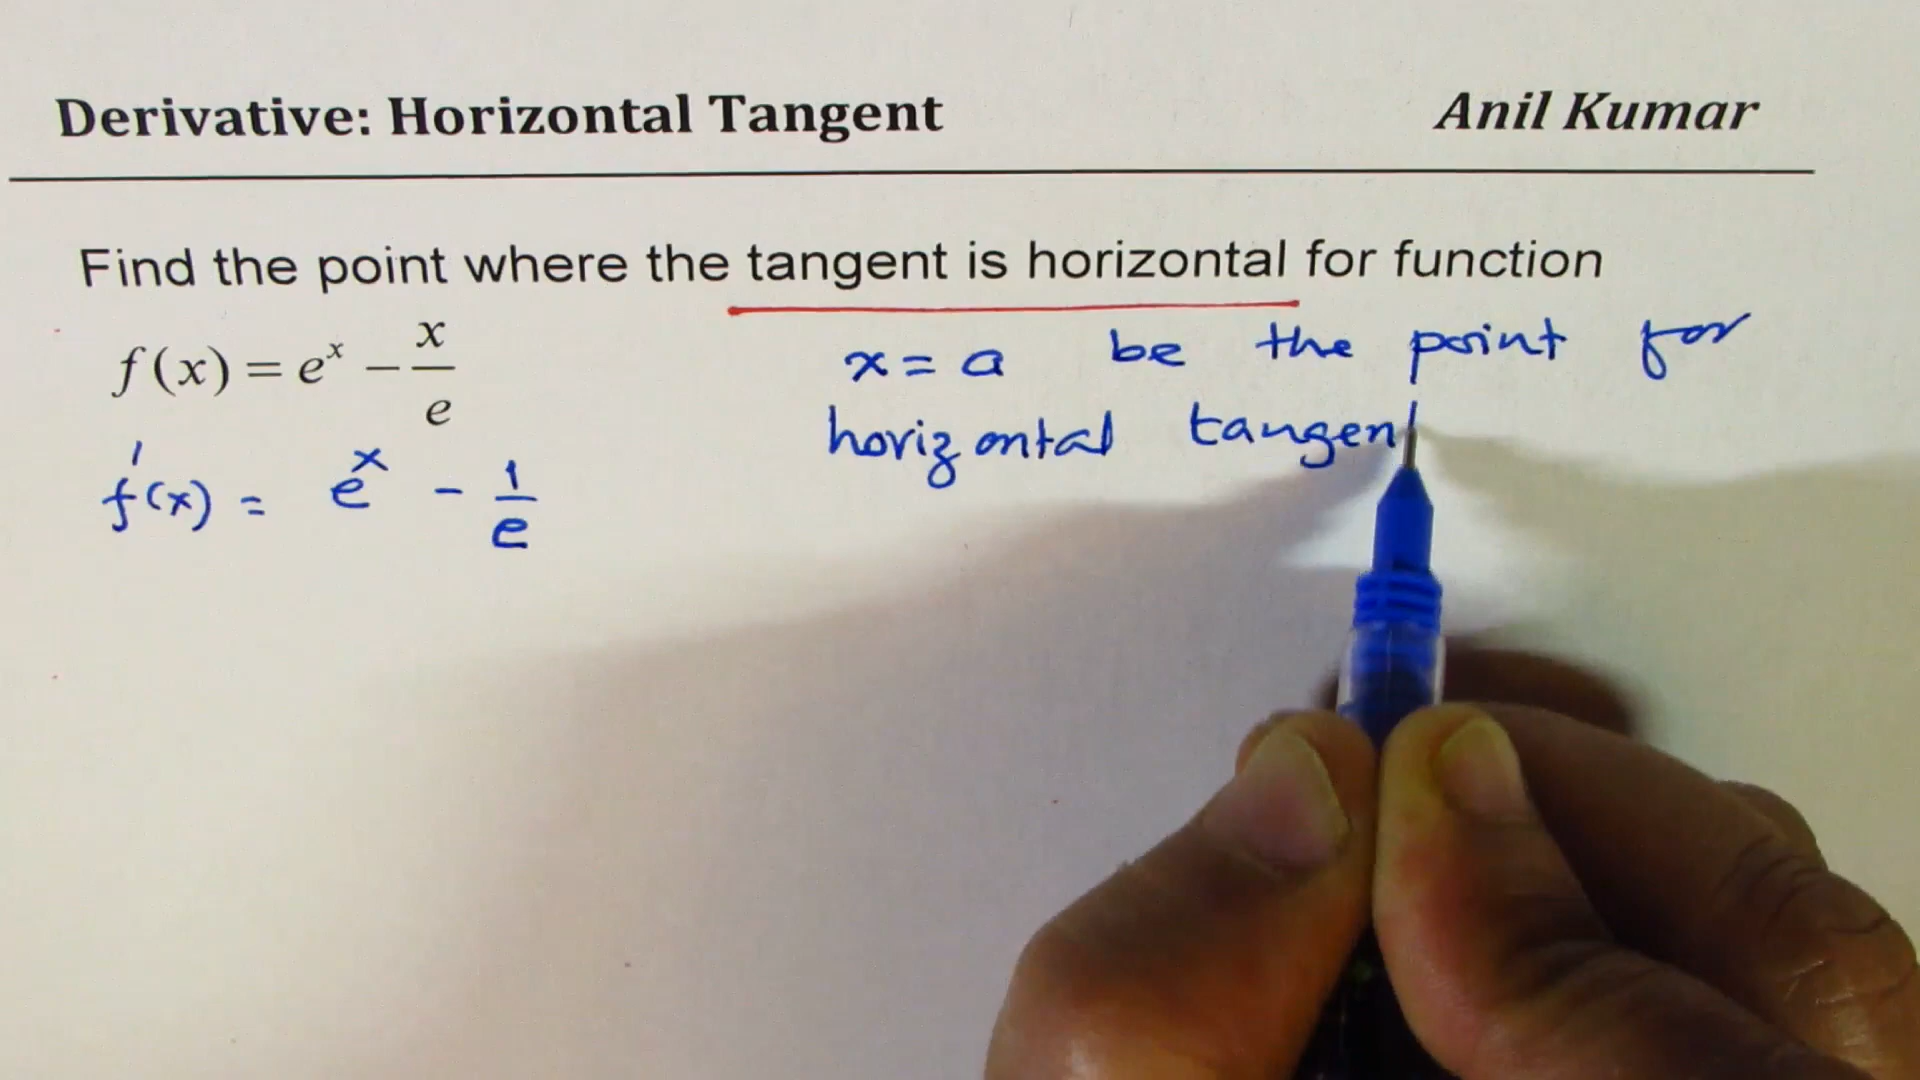 Derivative: Horizontal Tangent Anil Kumar
Find the point where the tangent is horizontal for function
f(x) = e^x − x/e
x = a be the point for
horizontal tangent
f'(x) = e^x - 1/e